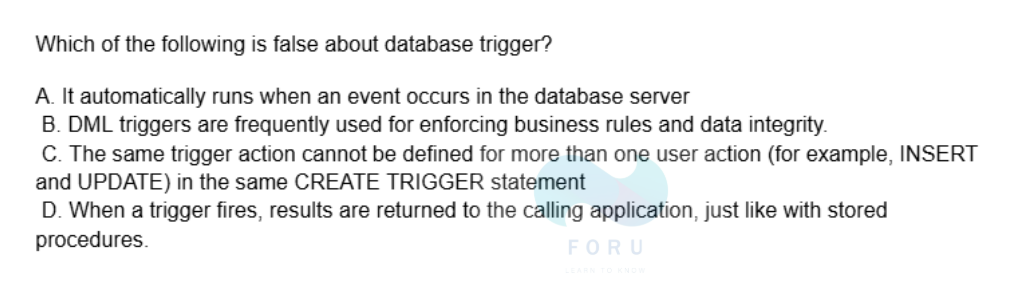 Which of the following is false about database trigger?
A. It automatically runs when an event occurs in the database server
B. DML triggers are frequently used for enforcing business rules and data integrity.
C. The same trigger action cannot be defined for more than one user action (for example, INSERT
and UPDATE) in the same CREATE TRIGGER statement
D. When a trigger fires, results are returned to the calling application, just like with stored
procedures.
FORU
LEARN TO KNOW